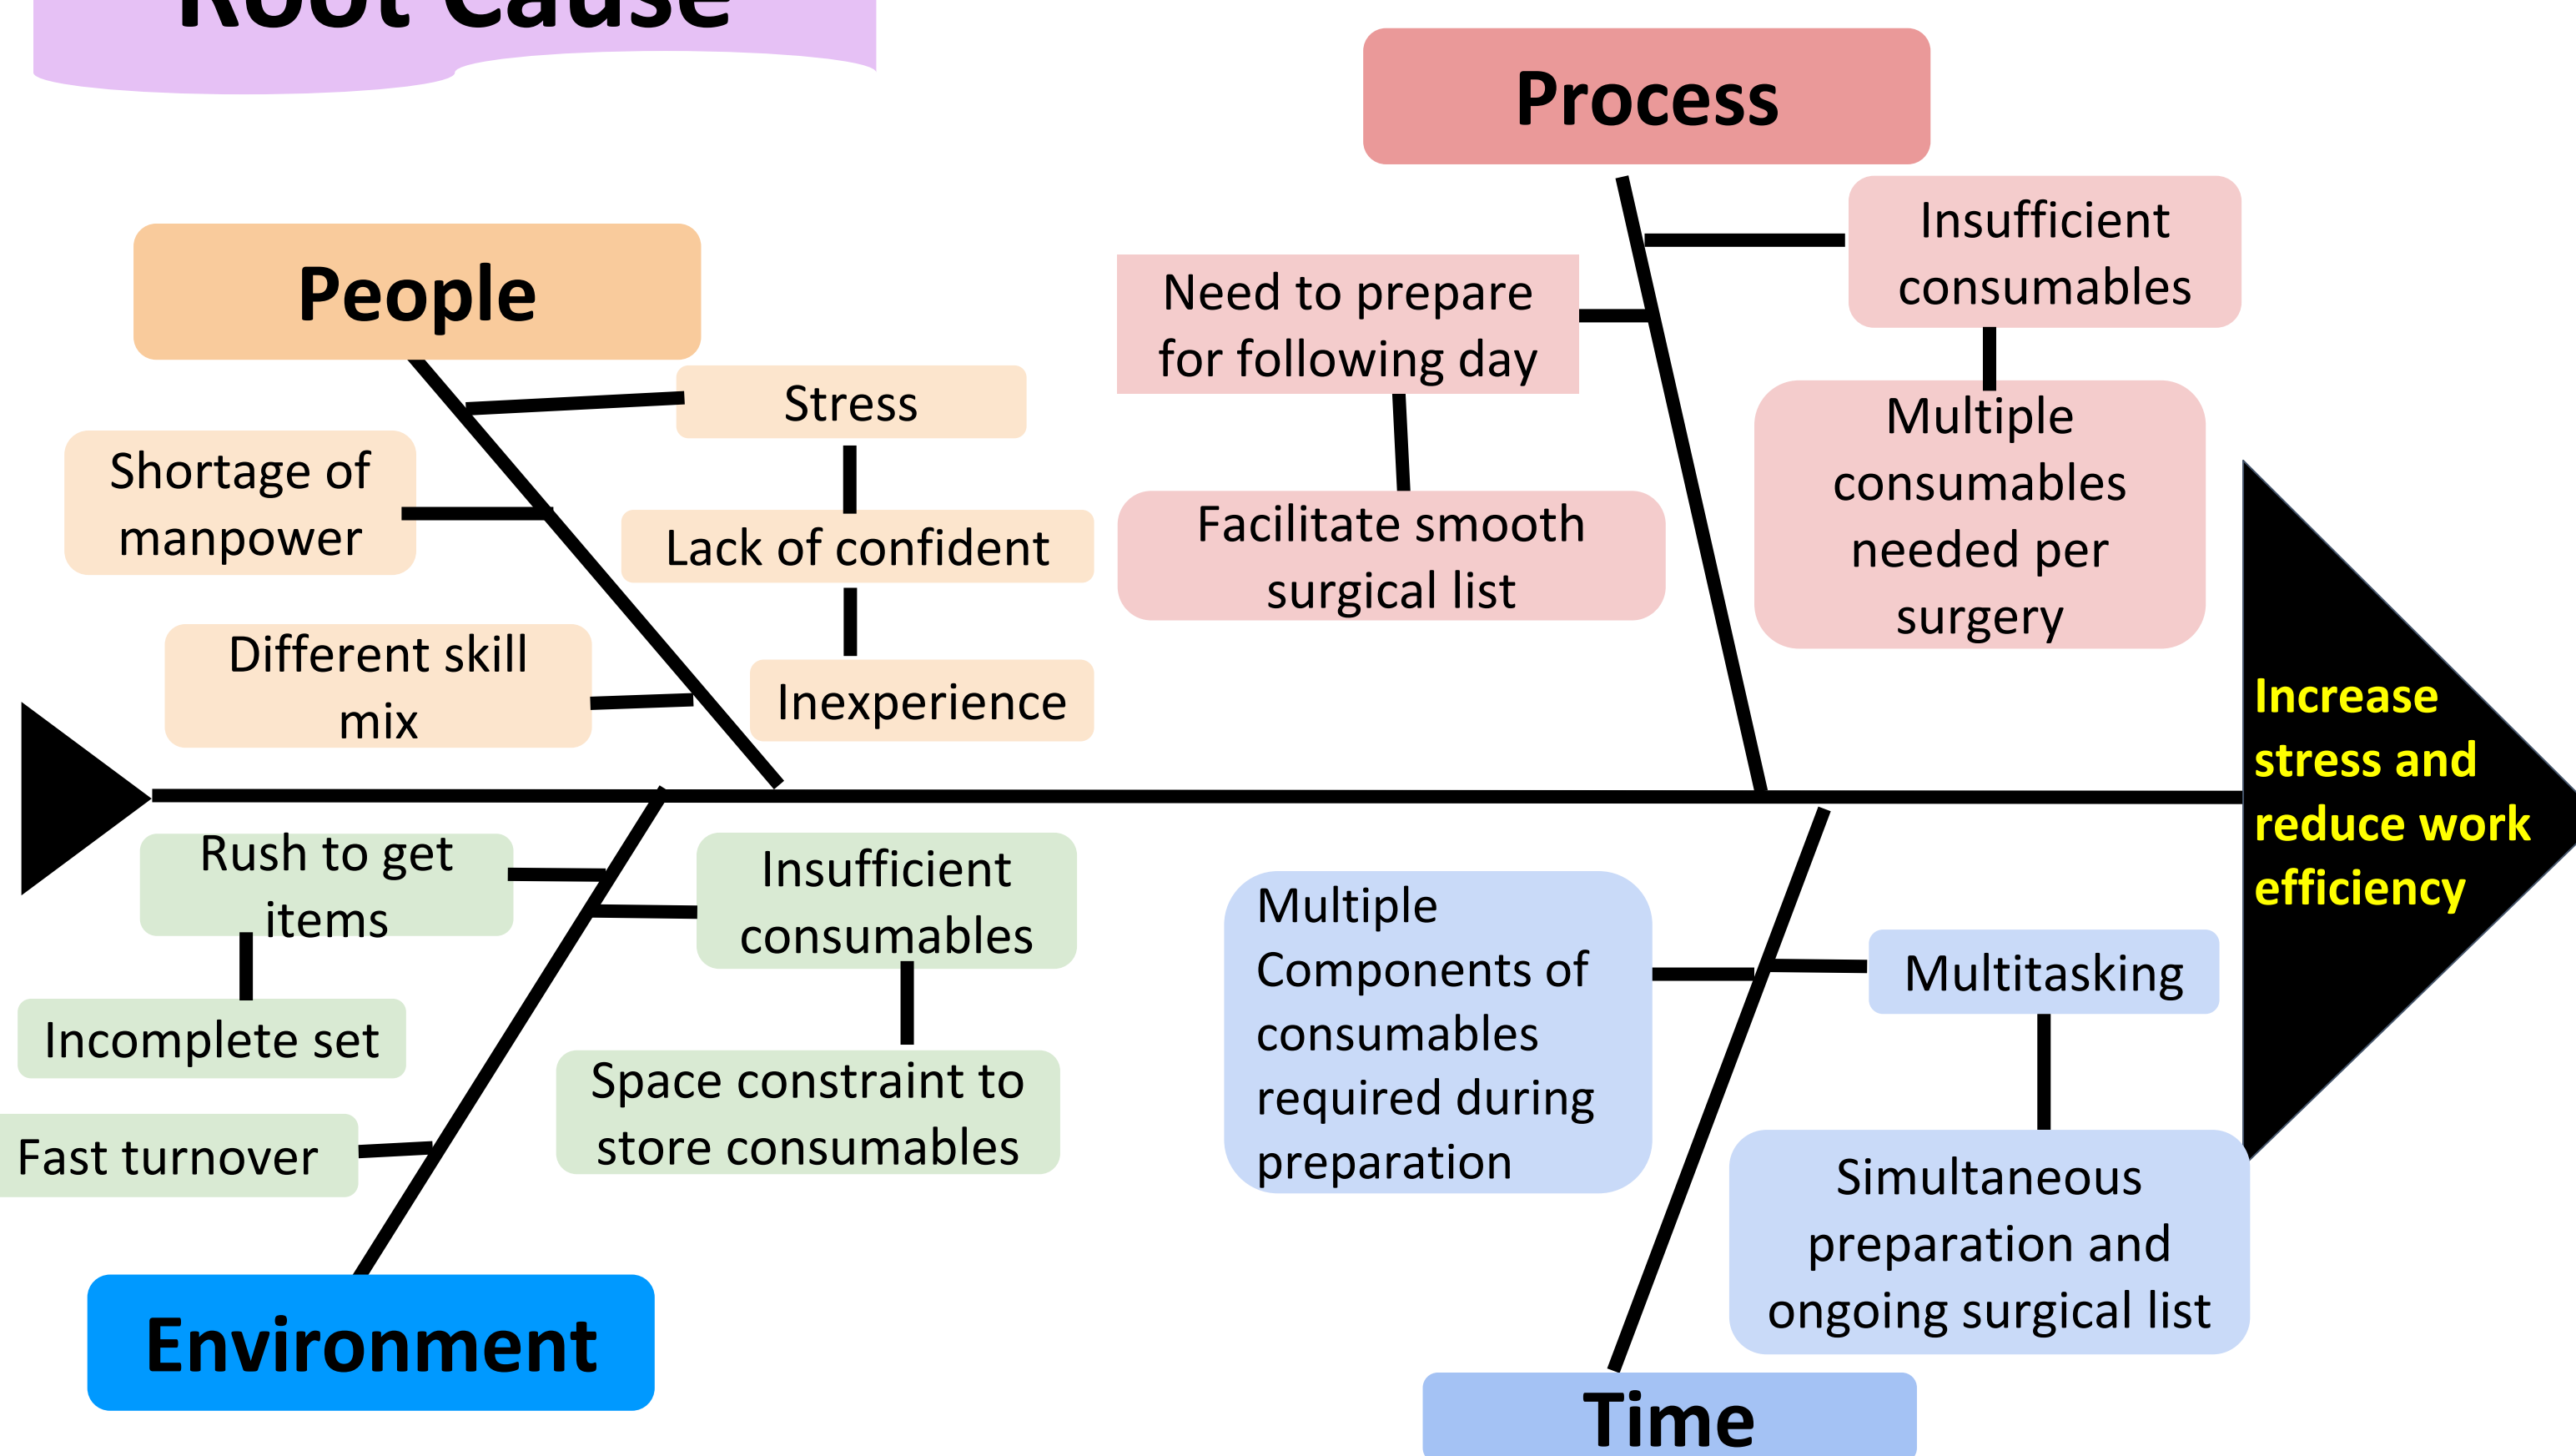 Root Cause
Process
Insufficient
consumables
Need to prepare
for following day
People
Stress
Multiple
consumables
needed per
surgery
Shortage of
manpower
Facilitate smooth
surgical list
Lack of confident
Different skill
mix
Inexperience
Increase
stress and
reduce work
efficiency
Rush to get
items
Insufficient
consumables
Multiple
Components of
consumables
required during
preparation
Multitasking
Incomplete set
Space constraint to
store consumables
Fast turnover
Simultaneous
preparation and
ongoing surgical list
Environment
Time